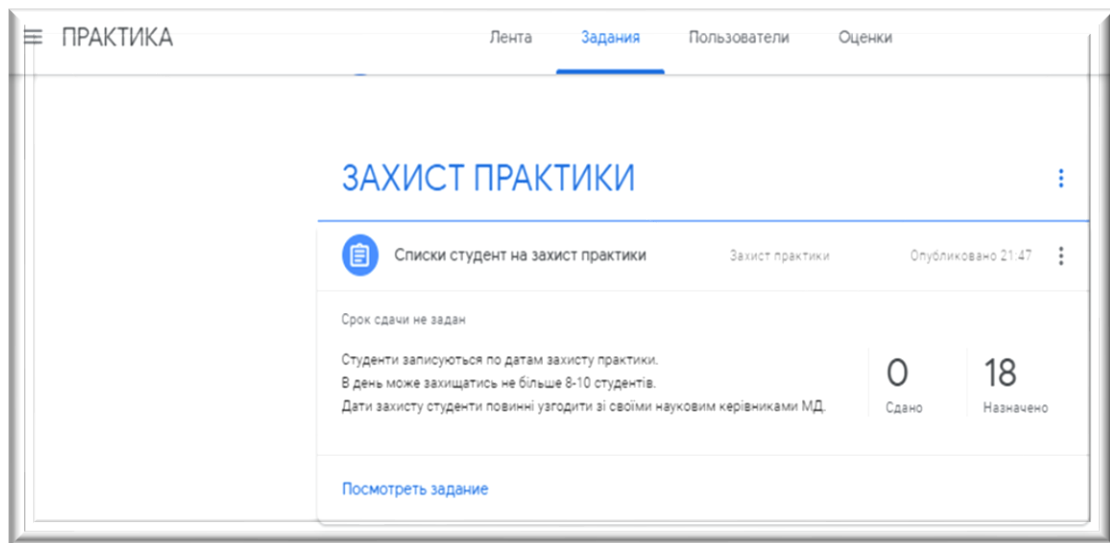 ПРАКТИКА
Лента Задания Пользователи Оценки
ЗАХИСТ ПРАКТИКИ
Списки студент на захист практики Захист практики Опубликовано 21:47
Срок сдачи не задан
Студенти записуються по датам захисту практики.
В день може захищатись не більше 8-10 студентів.
Дати захисту студенти повинні узгодити зі своїми науковим керівниками МД.
0 18
Сдано Назначено
Посмотреть задание